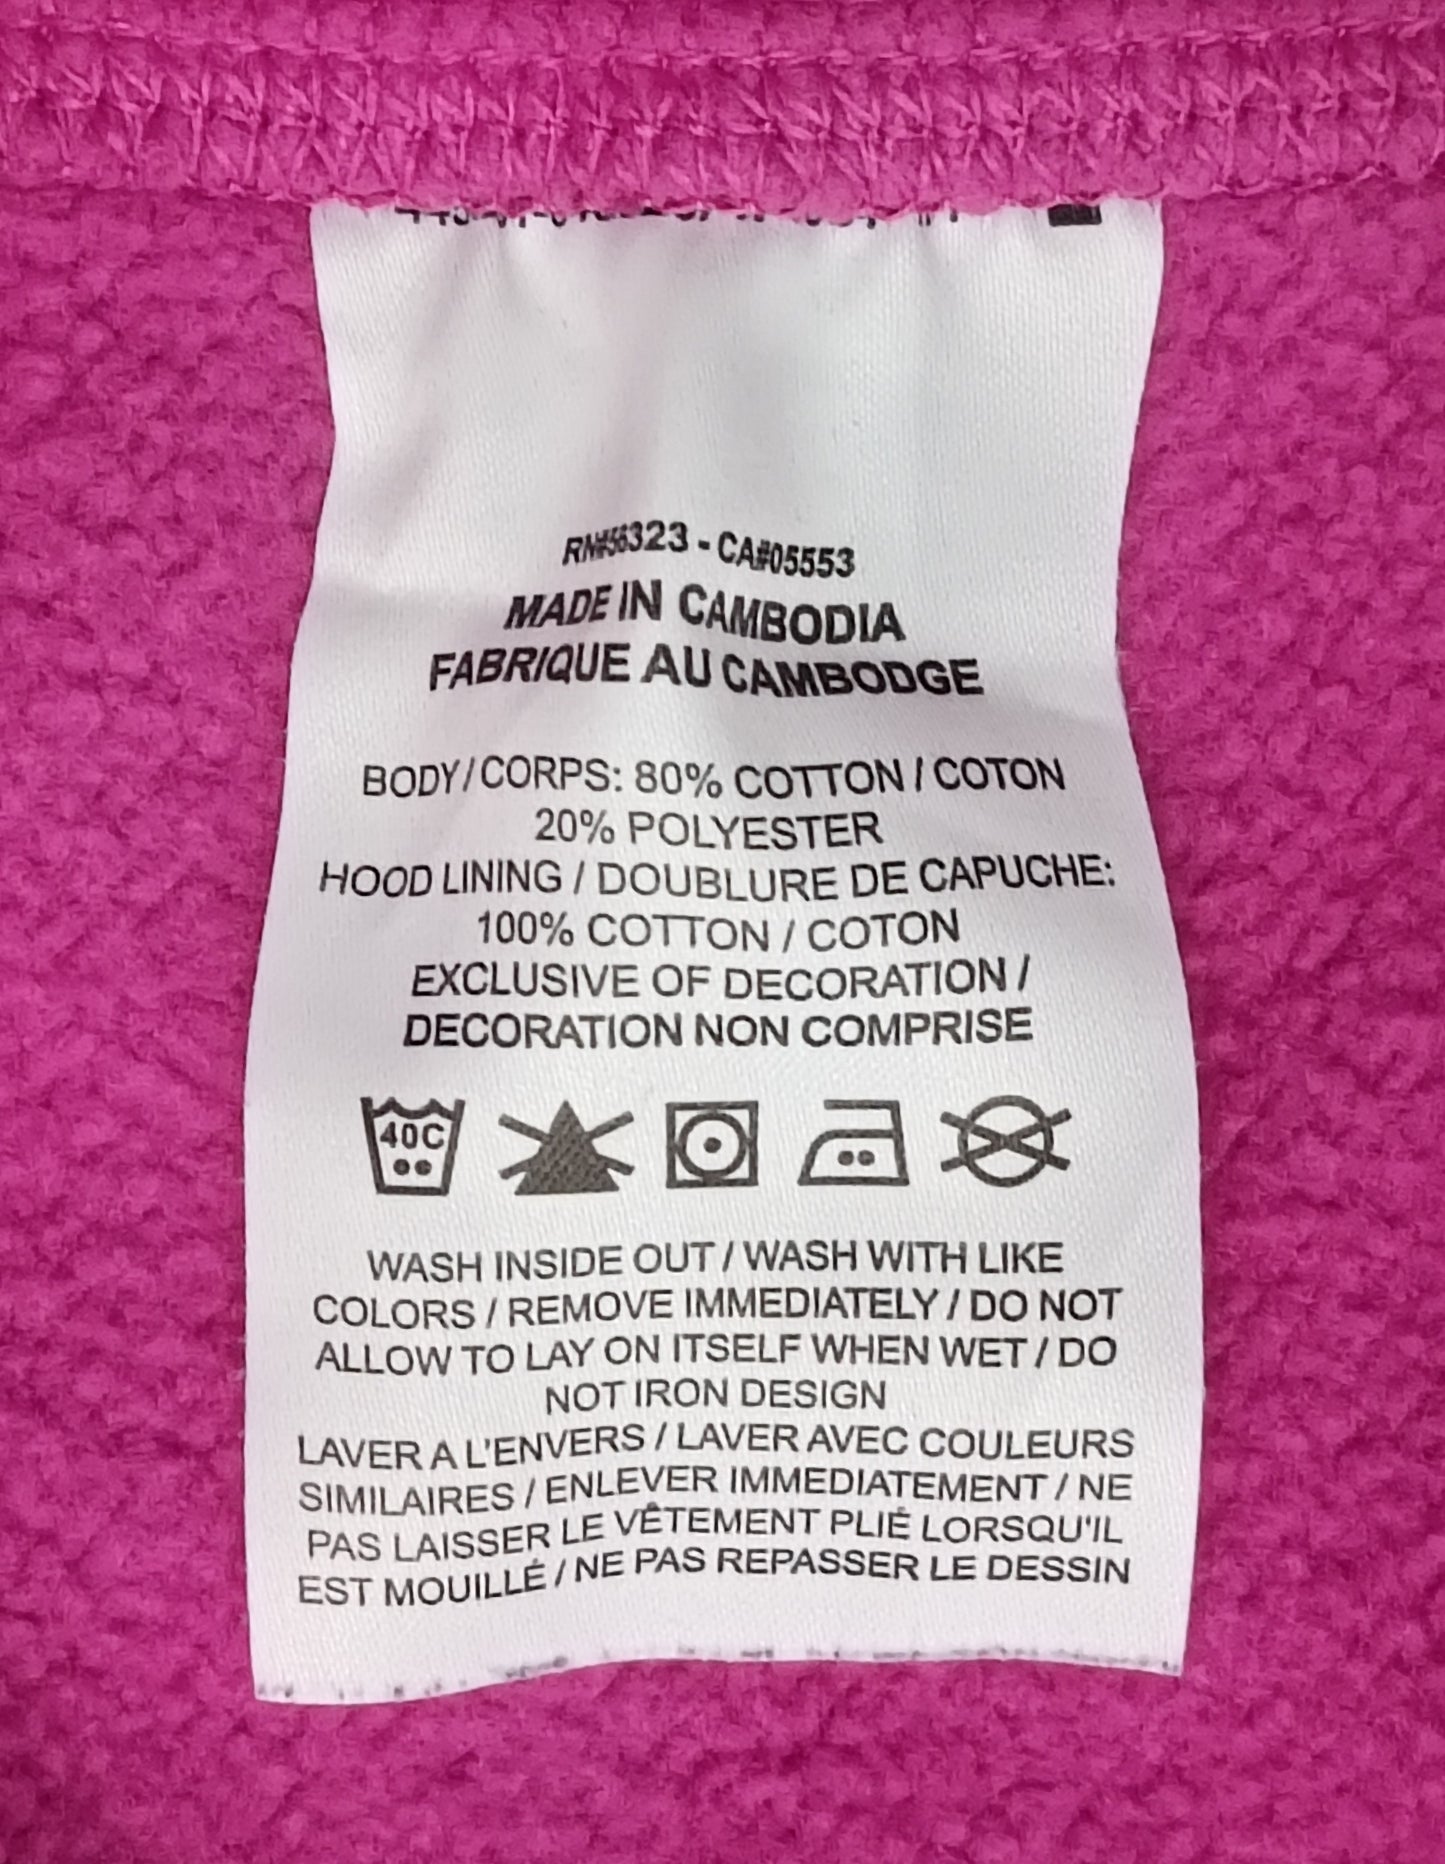 RN#56323 - CA#05553
MADE IN CAMBODIA
FABRIQUE AU CAMBODGE
BODY / CORPS: 80% COTTON / COTON
20% POLYESTER
HOOD LINING / DOUBLURE DE CAPUCHE:
100% COTTON / COTON
EXCLUSIVE OF DECORATION /
DECORATION NON COMPRISE
40C
WASH INSIDE OUT / WASH WITH LIKE
COLORS / REMOVE IMMEDIATELY / DO NOT
ALLOW TO LAY ON ITSELF WHEN WET / DO
NOT IRON DESIGN
LAVER A L'ENVERS / LAVER AVEC COULEURS
SIMILAIRES / ENLEVER IMMEDIATEMENT / NE
PAS LAISSER LE VÊTEMENT PLIÉ LORSQU'IL
EST MOUILLÉ / NE PAS REPASSER LE DESSIN